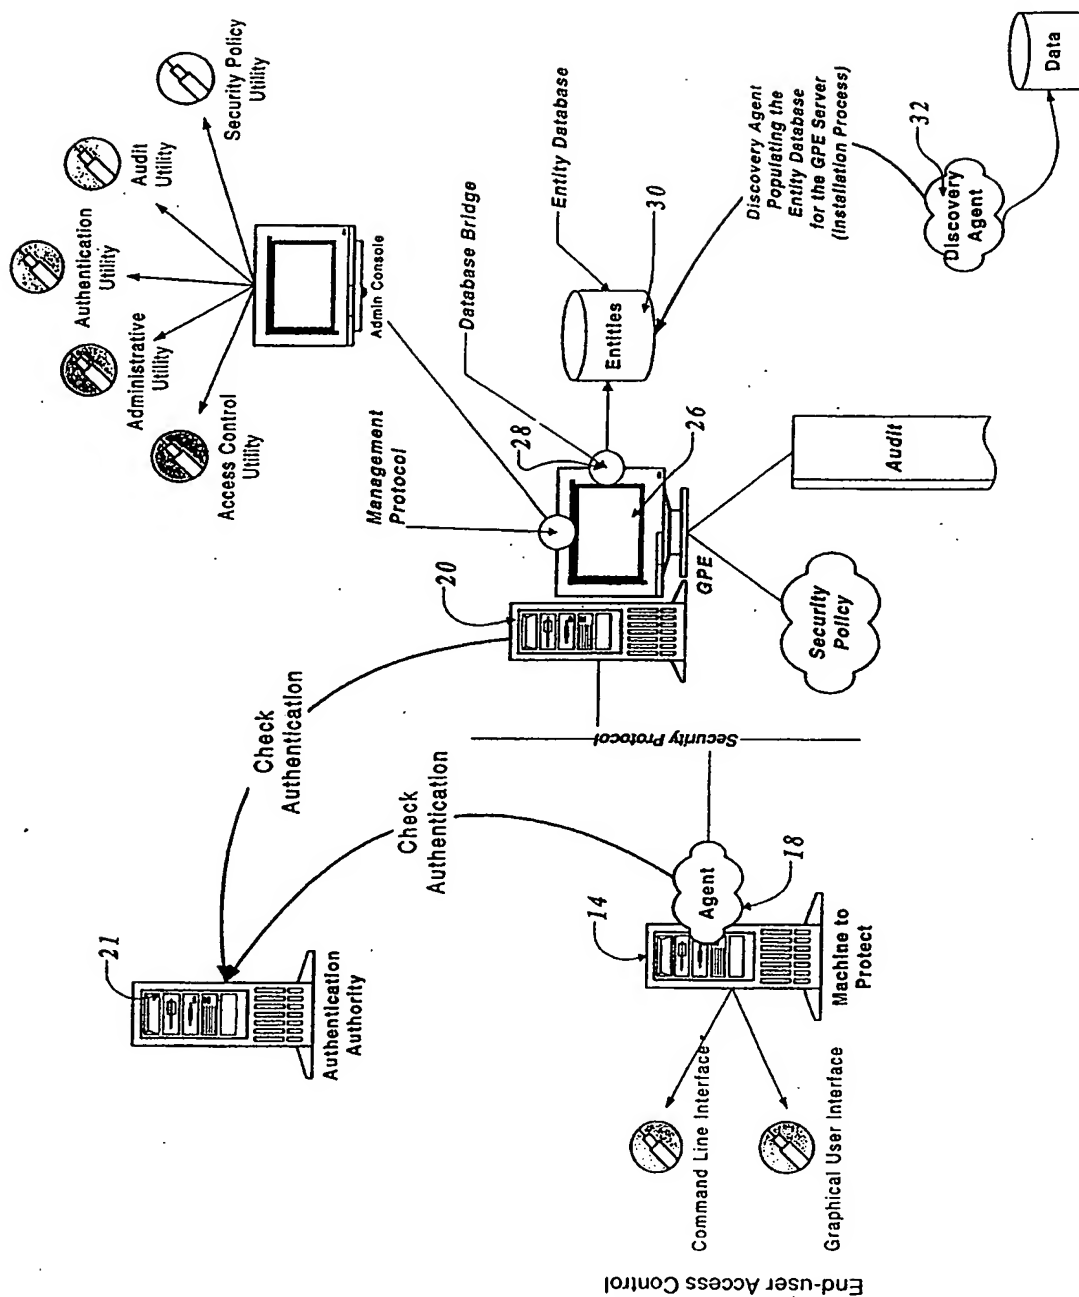 Security Policy
Utility
Audit
Utility
Authentication
Utility
Administrative
Utility
Access Control
Utility
Admin Console
Management
Protocol
Database Bridge
Entity Database
28
30
Entities
26
20
GPE
Discovery Agent
Populating the
Entity Database
for the GPE Server
(Installation Process)
32
Discovery
Agent
Data
Audit
Security
Policy
Security Protocol
Check
Authentication
Check
Authentication
21
Authentication
Authority
14
Agent
18
Machine to
Protect
Command Line Interface
Graphical User Interface
End-user Access Control